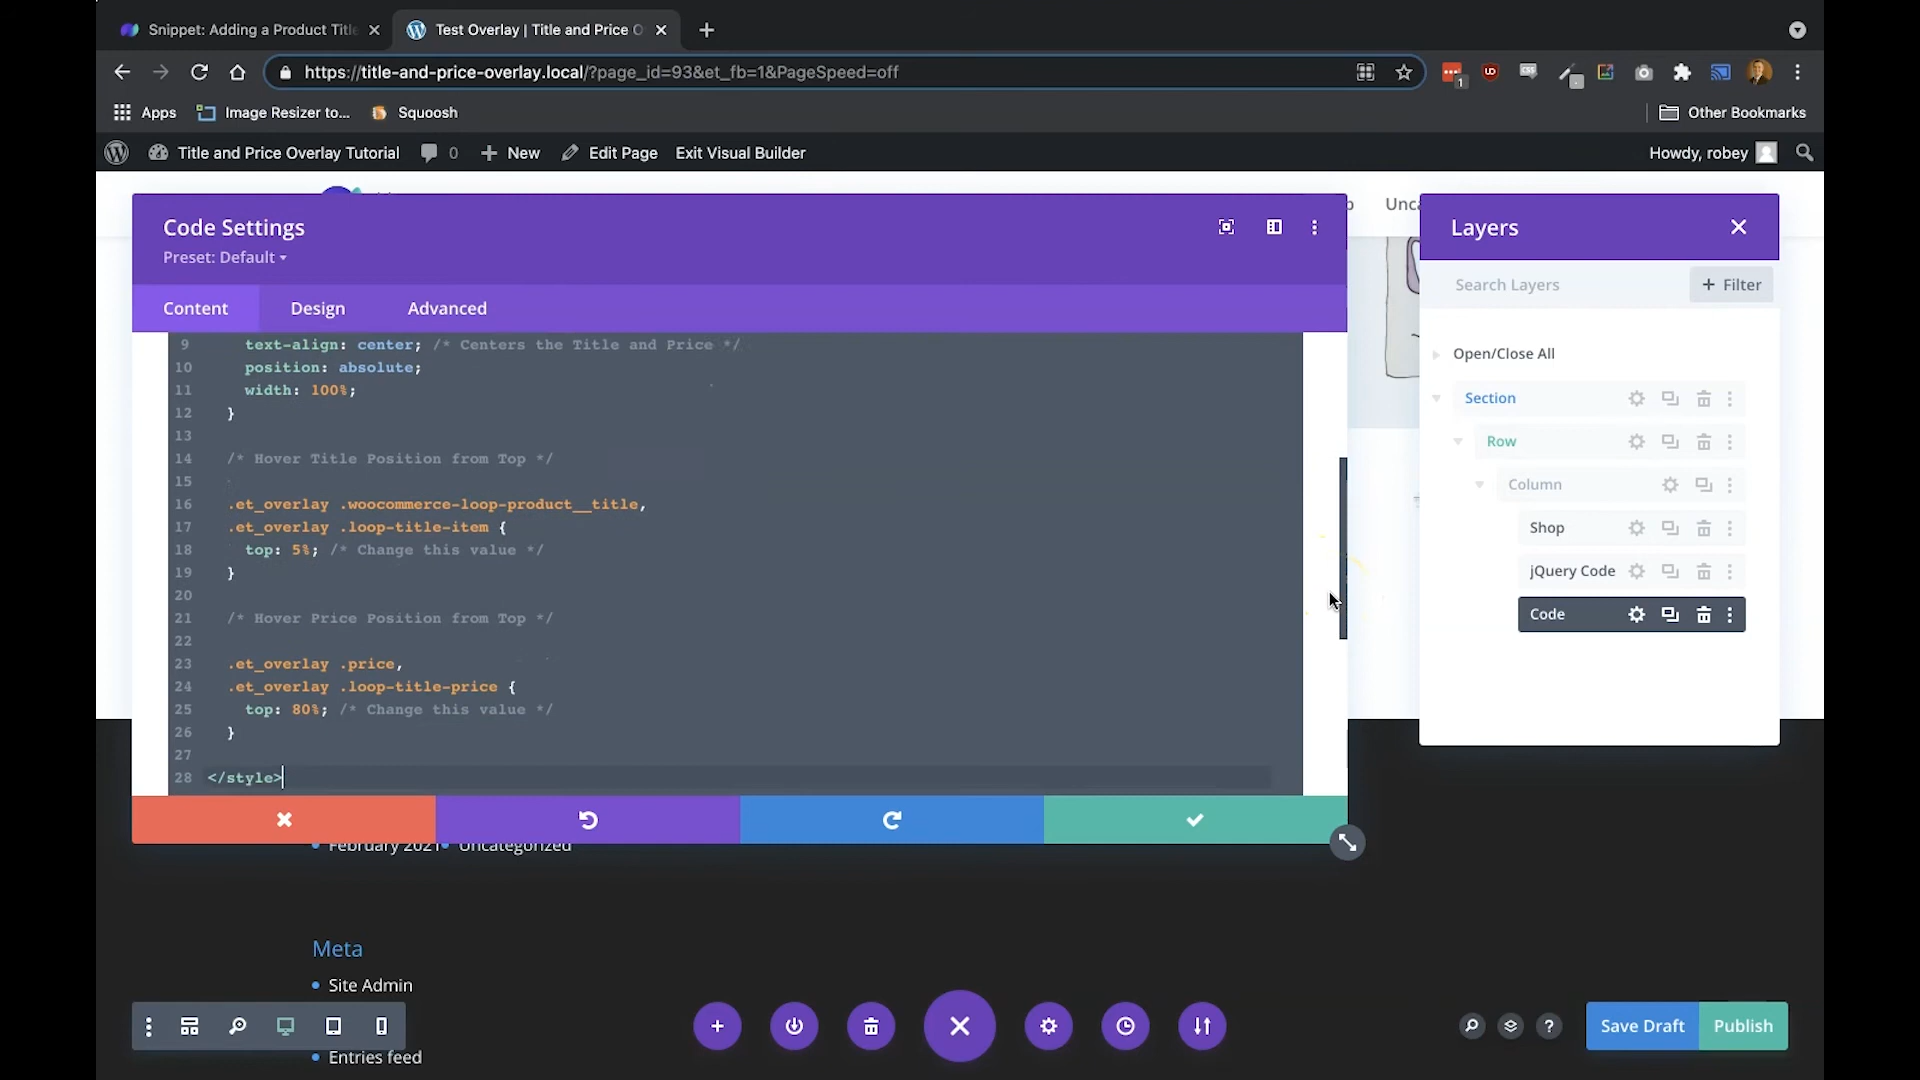 Snippet: Adding a Product Title
Test Overlay | Title and Price O
https://title-and-price-overlay.local/?page_id=93&et_fb=1&PageSpeed=off
1
Apps
Image Resizer to...
Squoosh
Other Bookmarks
Title and Price Overlay Tutorial
0
New
Edit Page
Exit Visual Builder
Howdy, robey
Unca
Code Settings
Preset: Default
Content
Design
Advanced
9 text-align: center; /* Centers the Title and Price */
10 position: absolute;
11 width: 100%;
12 }
13
14 /* Hover Title Position from Top */
15
16 .et_overlay .woocommerce-loop-product__title,
17 .et_overlay .loop-title-item {
18 top: 5%; /* Change this value */
19 }
20
21 /* Hover Price Position from Top */
22
23 .et_overlay .price,
24 .et_overlay .loop-title-price {
25 top: 80%; /* Change this value */
26 }
27
28 </style>
Layers
Search Layers
+ Filter
Open/Close All
Section
Row
Column
Shop
jQuery Code
Code
February 2021
Uncategorized
Meta
Site Admin
Entries feed
Save Draft
Publish